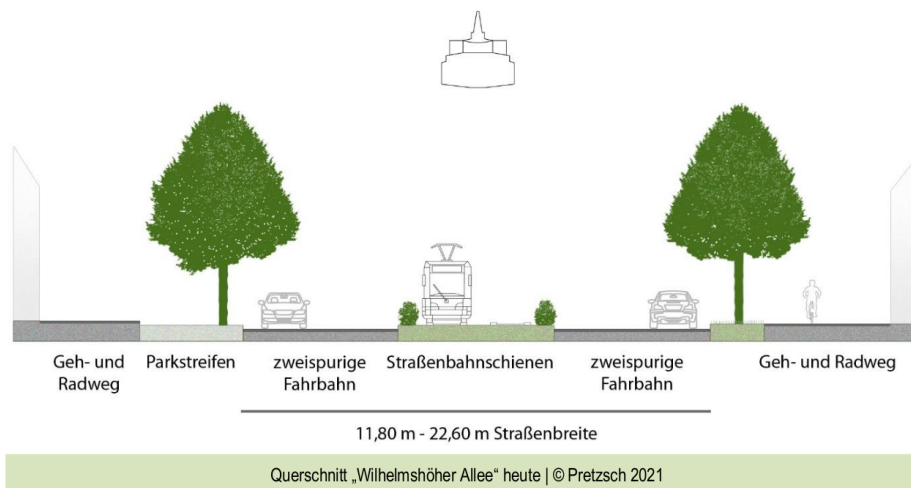 Geh- und
Radweg
Parkstreifen
zweispurige
Fahrbahn
Straßenbahnschienen
zweispurige
Fahrbahn
Geh- und Radweg
11,80 m - 22,60 m Straßenbreite
Querschnitt „Wilhelmshöher Allee“ heute | © Pretzsch 2021